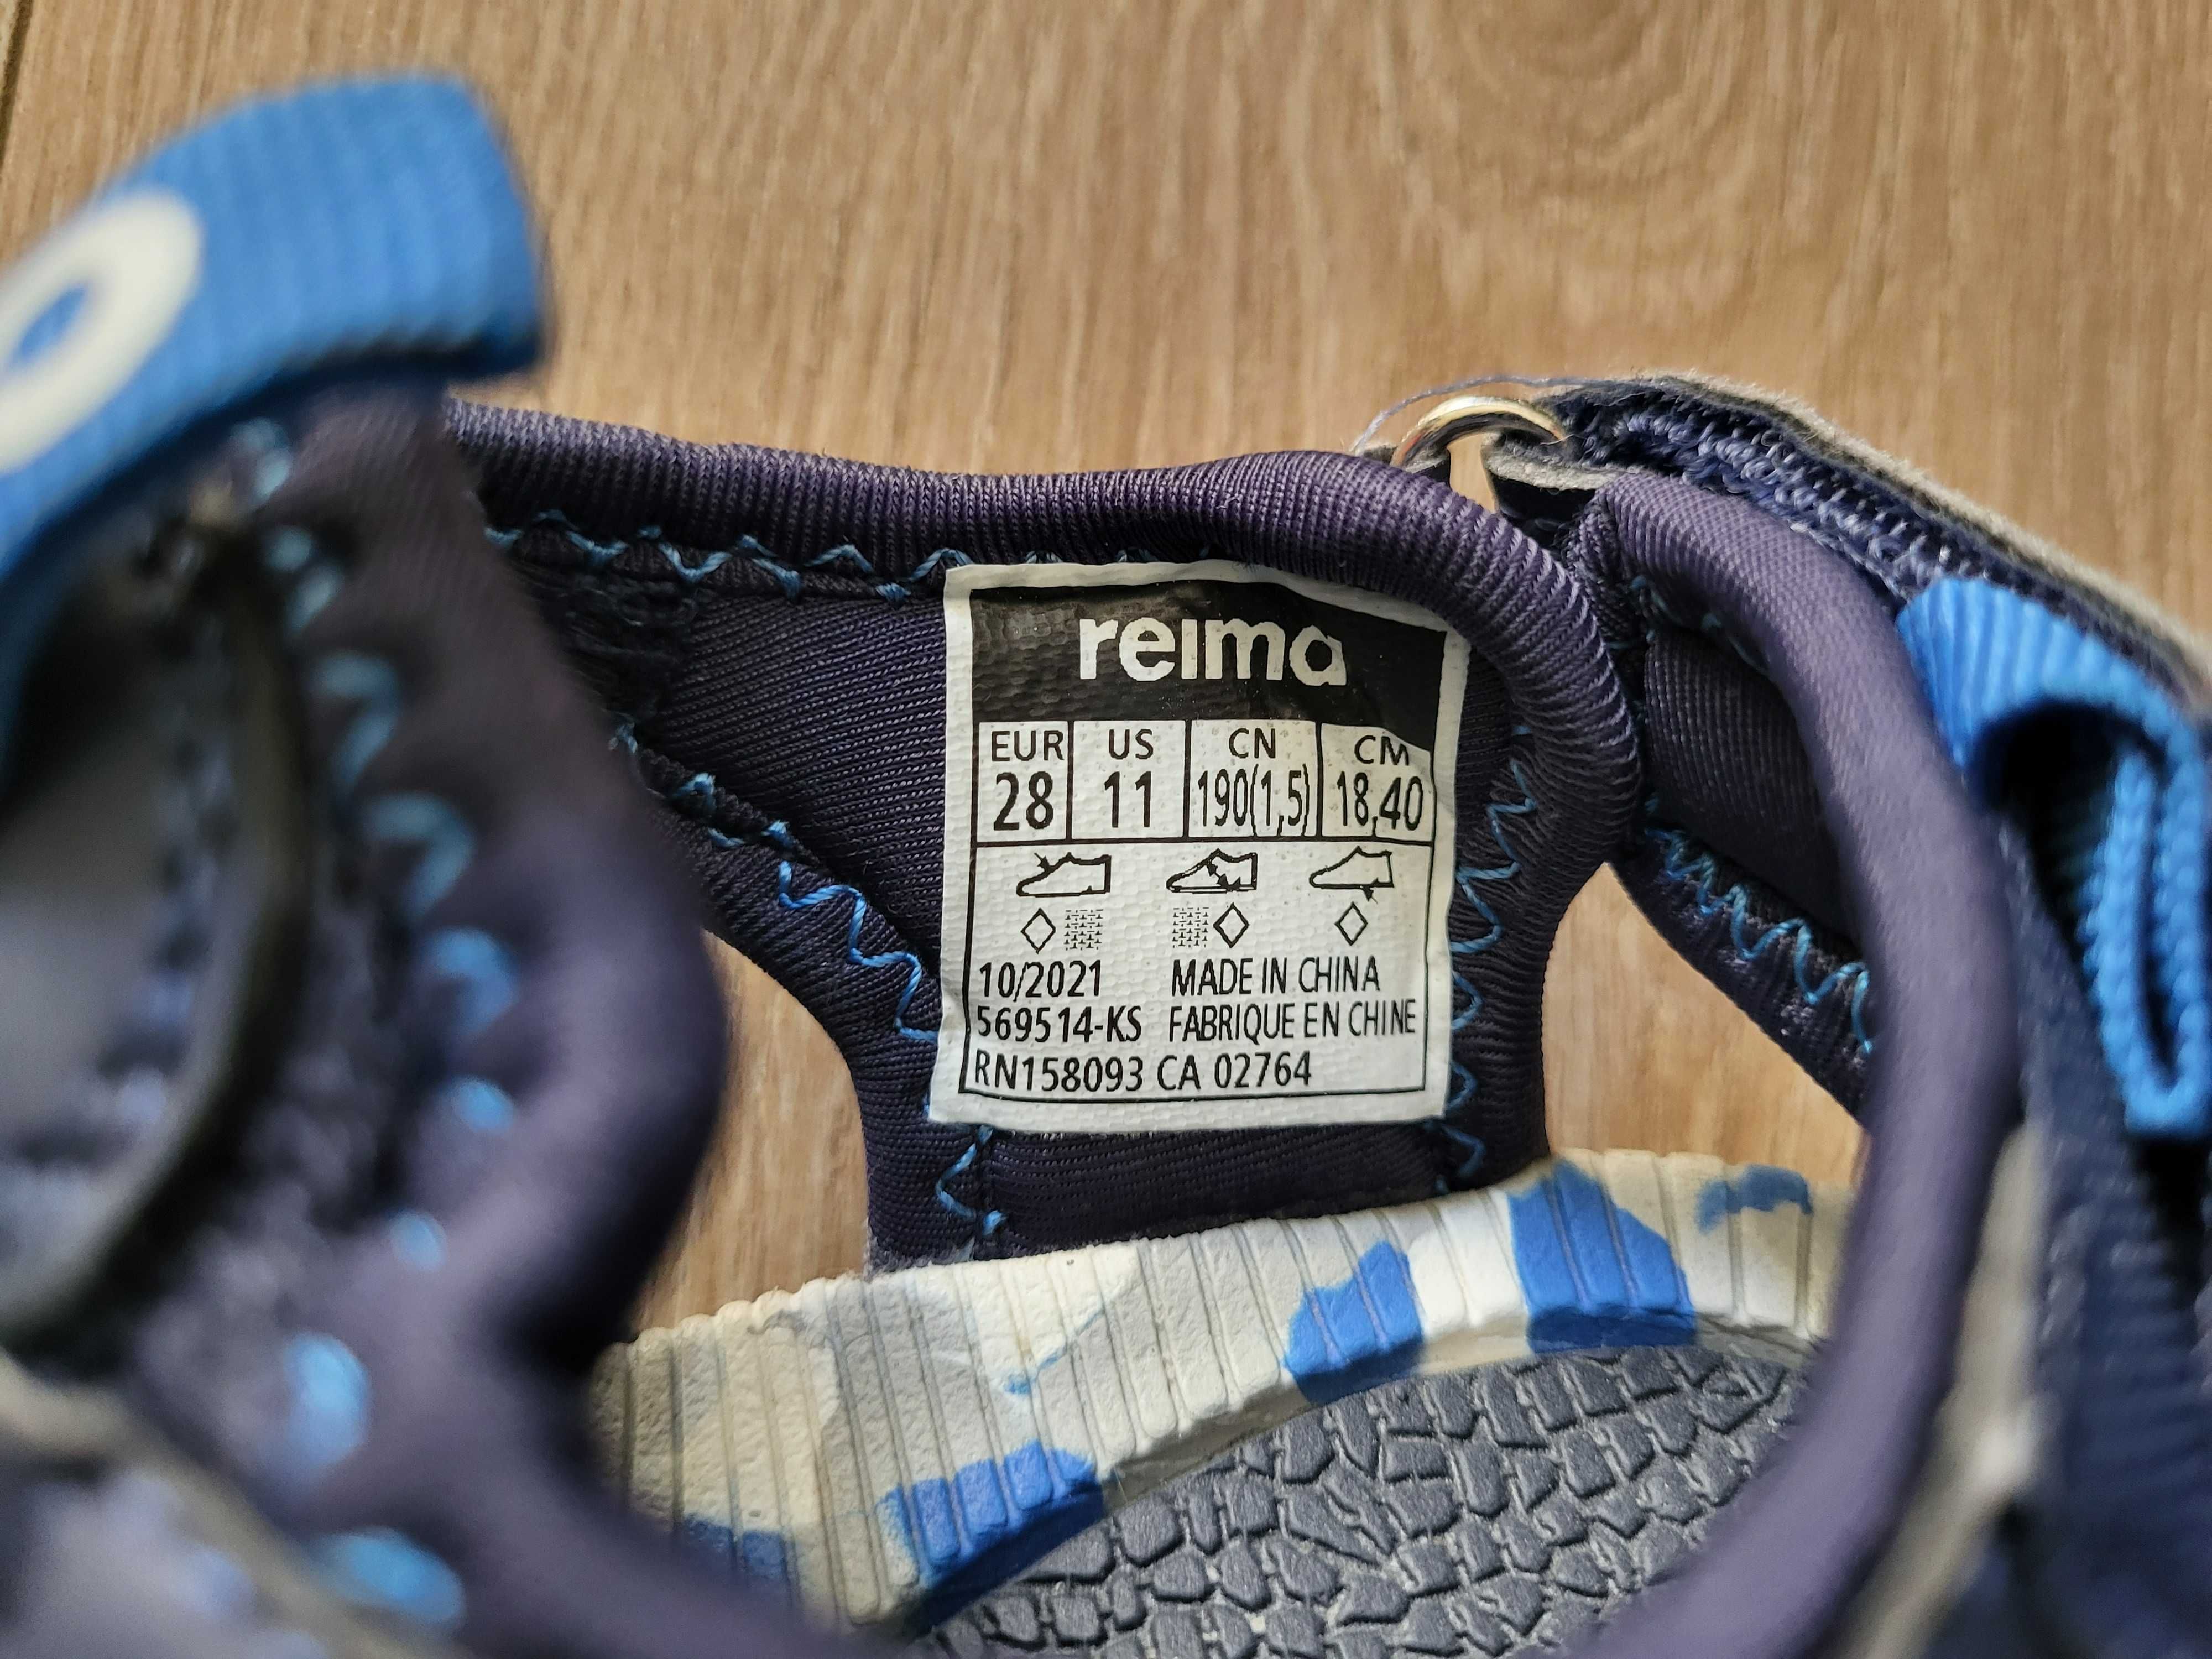 reima
EUR US CN CM
28 11 190(1,5) 18,40
10/2021 MADE IN CHINA
569514-KS FABRIQUE EN CHINE
RN158093 CA 02764